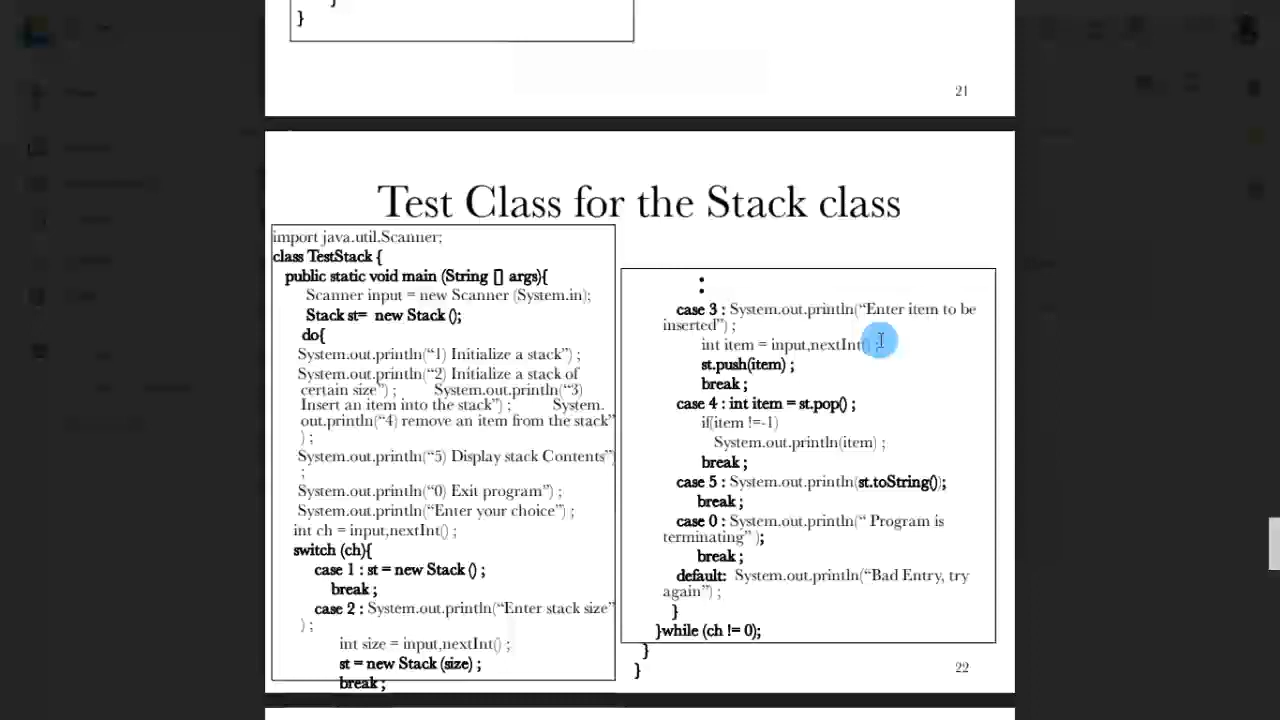 }
}
21
Test Class for the Stack class
import java.util.Scanner;
class TestStack {
public static void main (String [] args){
Scanner input = new Scanner (System.in);
Stack st= new Stack ();
do{
System.out.println(“1) Initialize a stack”) ;
System.out.println(“2) Initialize a stack of
certain size”) ; System.out.println(“3)
Insert an item into the stack”) ; System.
out.println(“4) remove an item from the stack”
) ;
System.out.println(“5) Display stack Contents”)
;
System.out.println(“0) Exit program”) ;
System.out.println(“Enter your choice”) ;
int ch = input,nextInt() ;
switch (ch){
case 1 : st = new Stack () ;
break ;
case 2 : System.out.println(“Enter stack size”
) ;
int size = input,nextInt() ;
st = new Stack (size) ;
break ;
:
case 3 : System.out.println(“Enter item to be
inserted”) ;
int item = input,nextInt() ;
st.push(item) ;
break ;
case 4 : int item = st.pop() ;
if(item !=-1)
System.out.println(item) ;
break ;
case 5 : System.out.println(st.toString());
break ;
case 0 : System.out.println(“ Program is
terminating” );
break ;
default: System.out.println(“Bad Entry, try
again”) ;
}
}while (ch != 0);
}
}
22